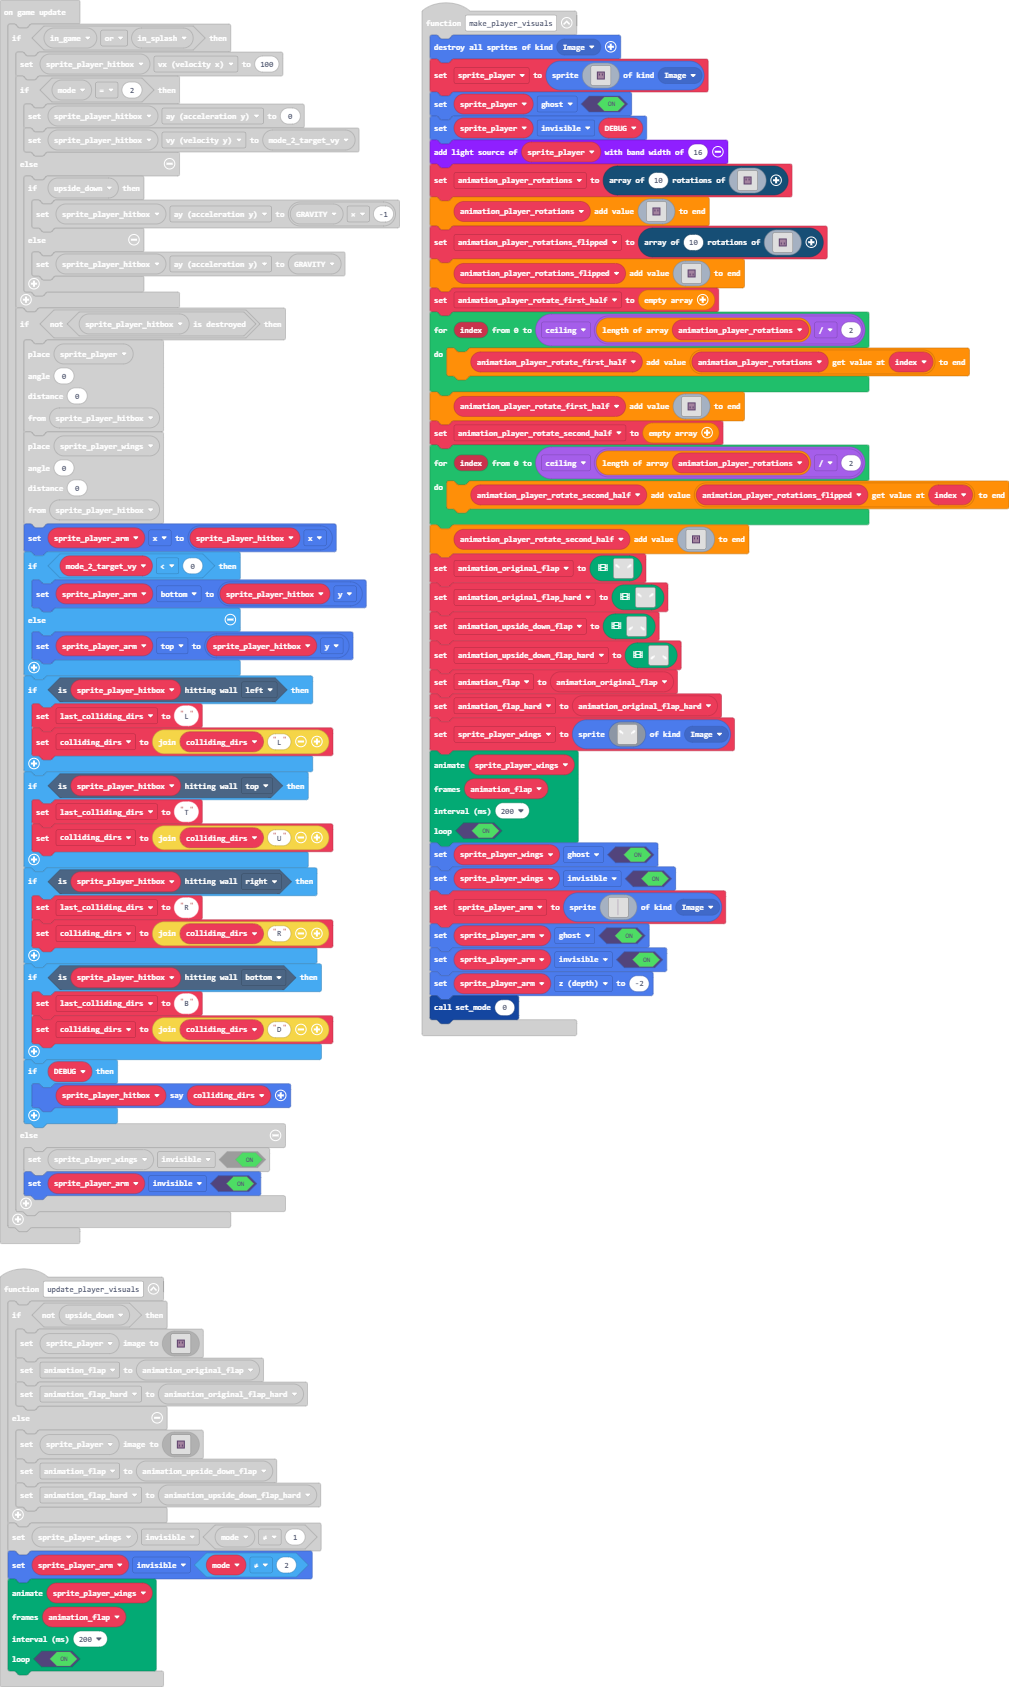 on game update
if in_game or in_splash then
set sprite_player_hitbox vx (velocity x) to 100
if mode = 2 then
set sprite_player_hitbox ay (acceleration y) to 0
set sprite_player_hitbox vy (velocity y) to mode_2_target_vy
else
if upside_down then
set sprite_player_hitbox ay (acceleration y) to GRAVITY × -1
else
set sprite_player_hitbox ay (acceleration y) to GRAVITY
if not sprite_player_hitbox is destroyed then
place sprite_player
angle 0
distance 0
from sprite_player_hitbox
place sprite_player_wings
angle 0
distance 0
from sprite_player_hitbox
set sprite_player_arm x to sprite_player_hitbox x
if mode_2_target_vy < 0 then
set sprite_player_arm bottom to sprite_player_hitbox y
else
set sprite_player_arm top to sprite_player_hitbox y
if is sprite_player_hitbox hitting wall left then
set last_colliding_dirs to "L"
set colliding_dirs to join colliding_dirs "L"
if is sprite_player_hitbox hitting wall top then
set last_colliding_dirs to "T"
set colliding_dirs to join colliding_dirs "U"
if is sprite_player_hitbox hitting wall right then
set last_colliding_dirs to "R"
set colliding_dirs to join colliding_dirs "R"
if is sprite_player_hitbox hitting wall bottom then
set last_colliding_dirs to "B"
set colliding_dirs to join colliding_dirs "D"
if DEBUG then
sprite_player_hitbox say colliding_dirs
else
set sprite_player_wings invisible ON
set sprite_player_arm invisible ON
function update_player_visuals
if not upside_down then
set sprite_player image to
set animation_flap to animation_original_flap
set animation_flap_hard to animation_original_flap_hard
else
set sprite_player image to
set animation_flap to animation_upside_down_flap
set animation_flap_hard to animation_upside_down_flap_hard
set sprite_player_wings invisible mode ≠ 1
set sprite_player_arm invisible mode ≠ 2
animate sprite_player_wings
frames animation_flap
interval (ms) 200
loop ON
function make_player_visuals
destroy all sprites of kind Image
set sprite_player to sprite of kind Image
set sprite_player ghost ON
set sprite_player invisible DEBUG
add light source of sprite_player with band width of 16
set animation_player_rotations to array of 10 rotations of
animation_player_rotations add value to end
set animation_player_rotations_flipped to array of 10 rotations of
animation_player_rotations_flipped add value to end
set animation_player_rotate_first_half to empty array
for index from 0 to ceiling length of array animation_player_rotations / 2
do animation_player_rotate_first_half add value animation_player_rotations get value at index to end
animation_player_rotate_first_half add value to end
set animation_player_rotate_second_half to empty array
for index from 0 to ceiling length of array animation_player_rotations / 2
do animation_player_rotate_second_half add value animation_player_rotations_flipped get value at index to end
animation_player_rotate_second_half add value to end
set animation_original_flap to
set animation_original_flap_hard to
set animation_upside_down_flap to
set animation_upside_down_flap_hard to
set animation_flap to animation_original_flap
set animation_flap_hard to animation_original_flap_hard
set sprite_player_wings to sprite of kind Image
animate sprite_player_wings
frames animation_flap
interval (ms) 200
loop ON
set sprite_player_wings ghost ON
set sprite_player_wings invisible ON
set sprite_player_arm to sprite of kind Image
set sprite_player_arm ghost ON
set sprite_player_arm invisible ON
set sprite_player_arm z (depth) to -2
call set_mode 0